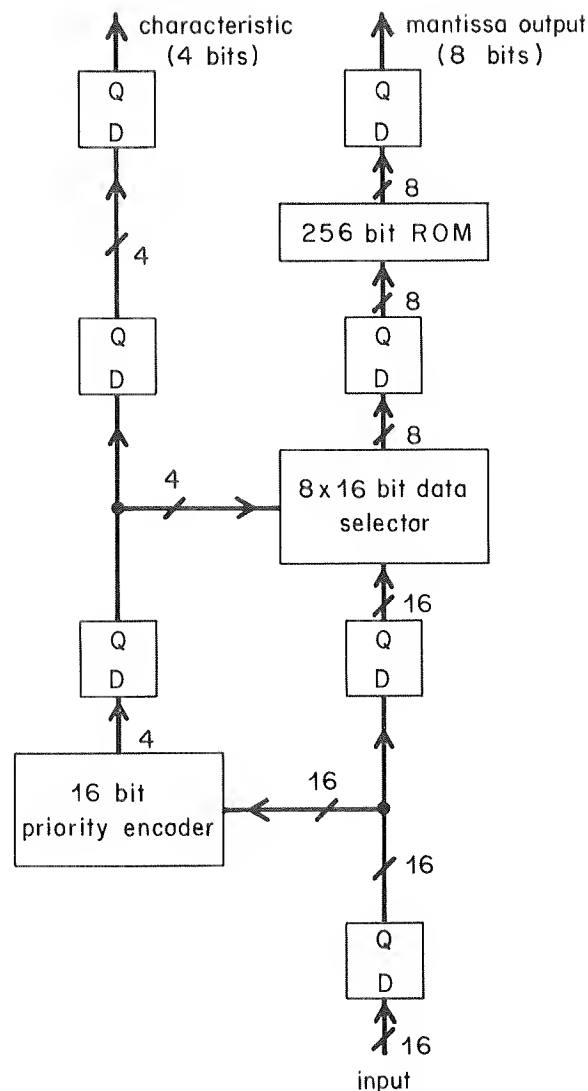 characteristic
(4 bits)
mantissa output
(8 bits)
Q
D
Q
D
8
256 bit ROM
4
8
Q
D
Q
D
8
4
8x16 bit data
selector
16
Q
D
Q
D
4
16 bit
priority encoder
16
16
Q
D
16
input